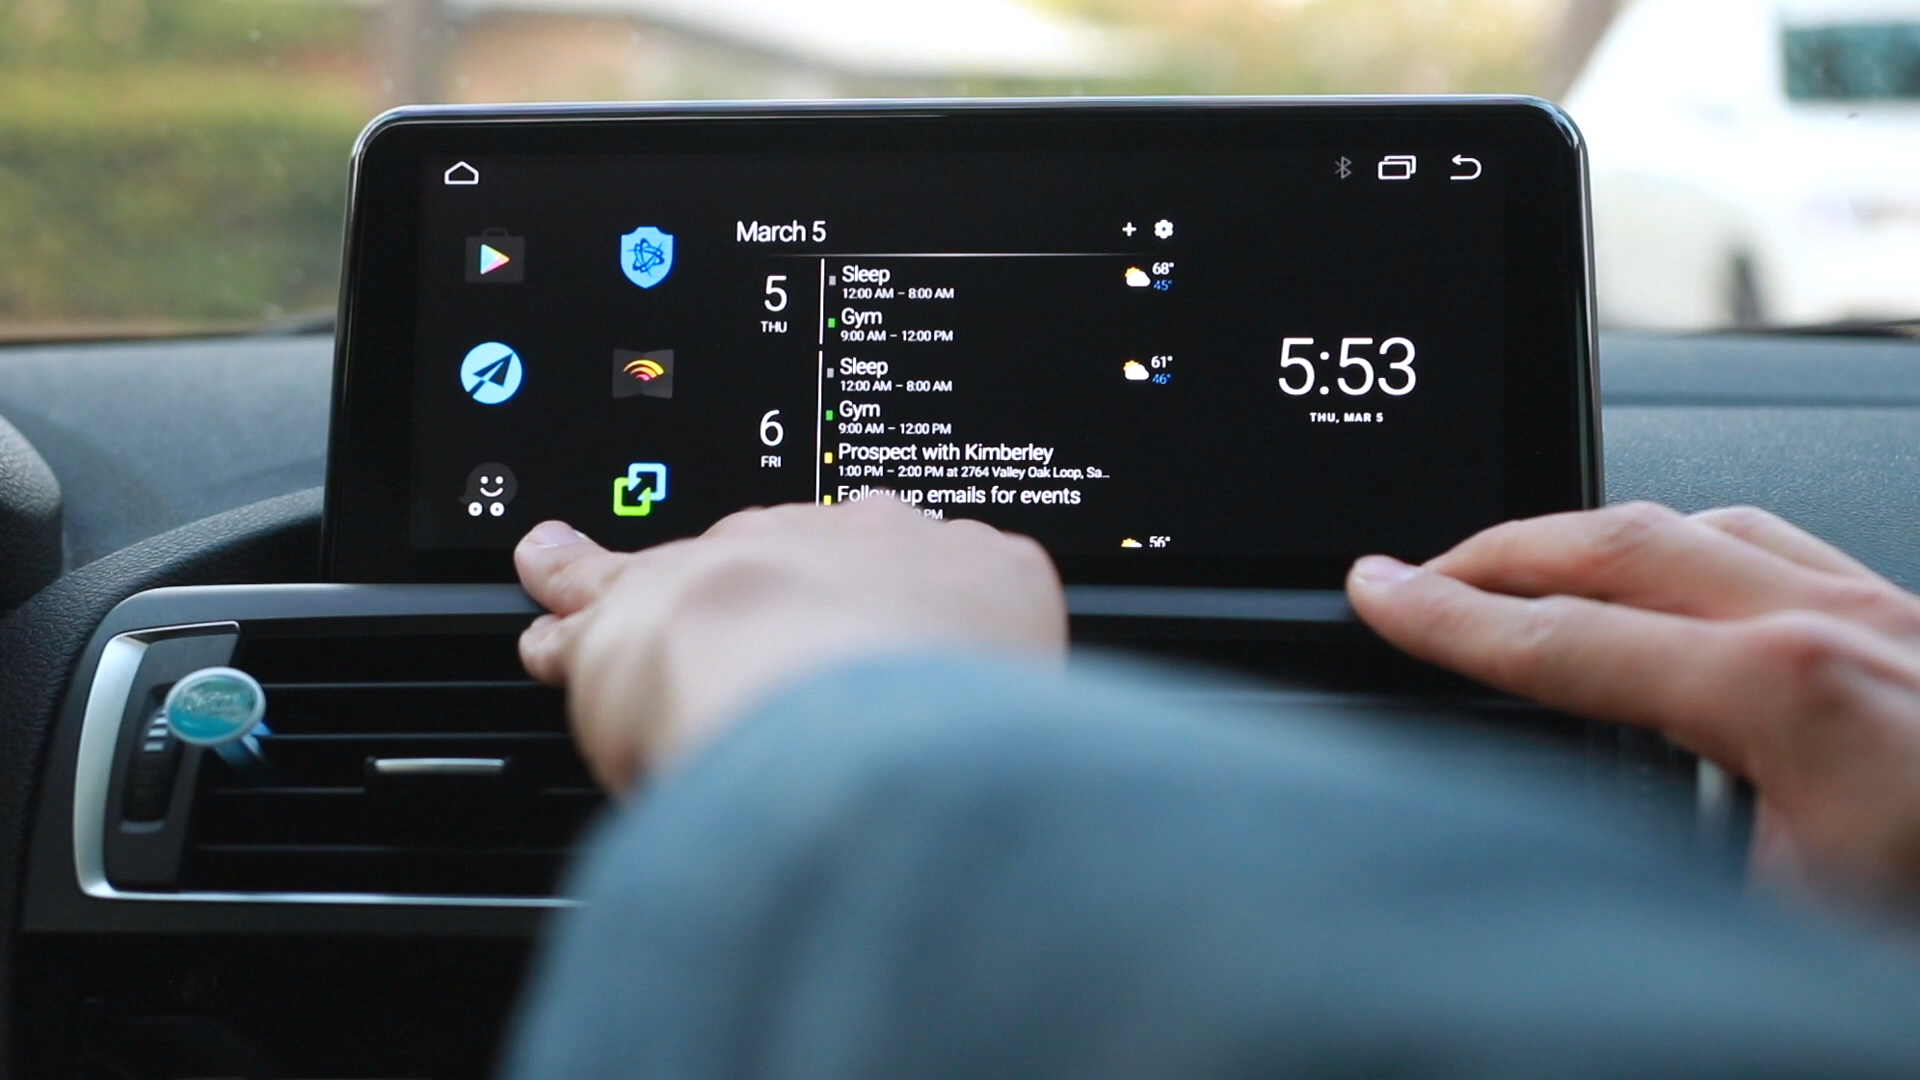 March 5 +
5
THU
Sleep
12:00 AM – 8:00 AM
68°
45°
Gym
9:00 AM – 12:00 PM
6
FRI
Sleep
12:00 AM – 8:00 AM
61°
46°
Gym
9:00 AM – 12:00 PM
Prospect with Kimberley
1:00 PM – 2:00 PM at 2764 Valley Oak Loop, Sa...
Follow up emails for events
PM
56°
5:53
THU, MAR 5